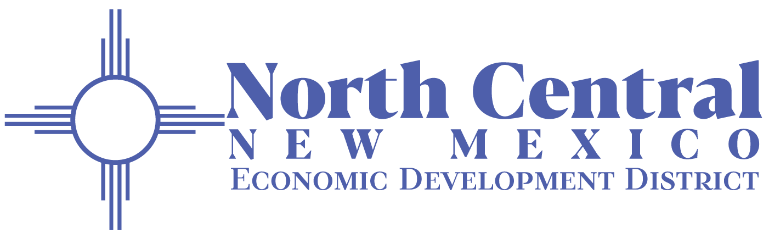 North Central
NEW MEXICO
ECONOMIC DEVELOPMENT DISTRICT